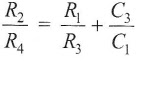 R₂/R₄ = R₁/R₃ + C₃/C₁